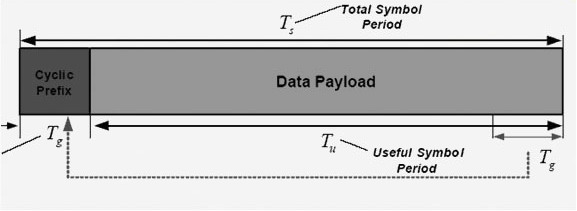 Total Symbol
Period
Ts
Cyclic
Prefix
Data Payload
Tg
Tu
Useful Symbol
Period
Tg